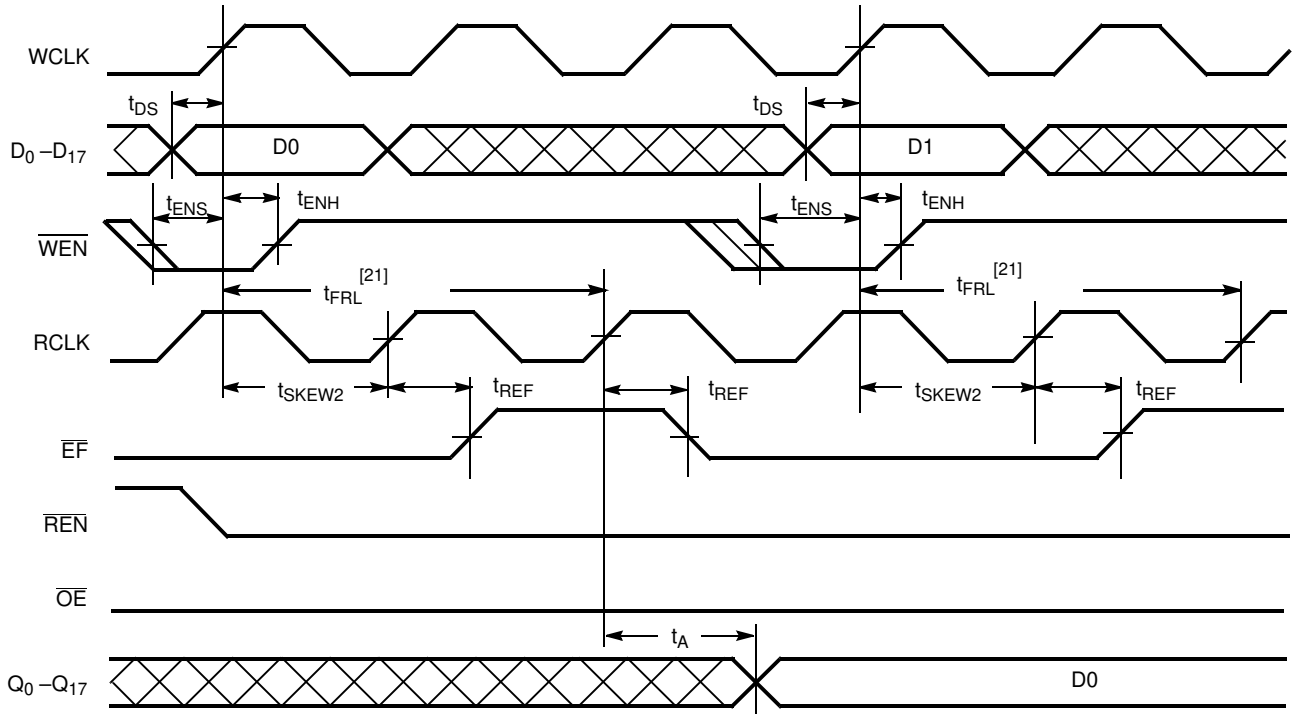 WCLK
tDS tDS
D0 –D17 D0 D1
tENS tENH tENS tENH
WEN
tFRL[21] tFRL[21]
RCLK
tSKEW2 tREF tREF tSKEW2 tREF
EF
REN
OE
tA
Q0 –Q17 D0